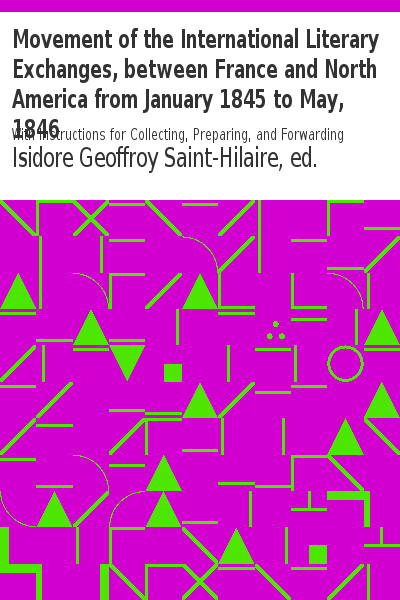 Movement of the International Literary
Exchanges, between France and North
America from January 1845 to May,
1846
With Instructions for Collecting, Preparing, and Forwarding
Isidore Geoffroy Saint-Hilaire, ed.